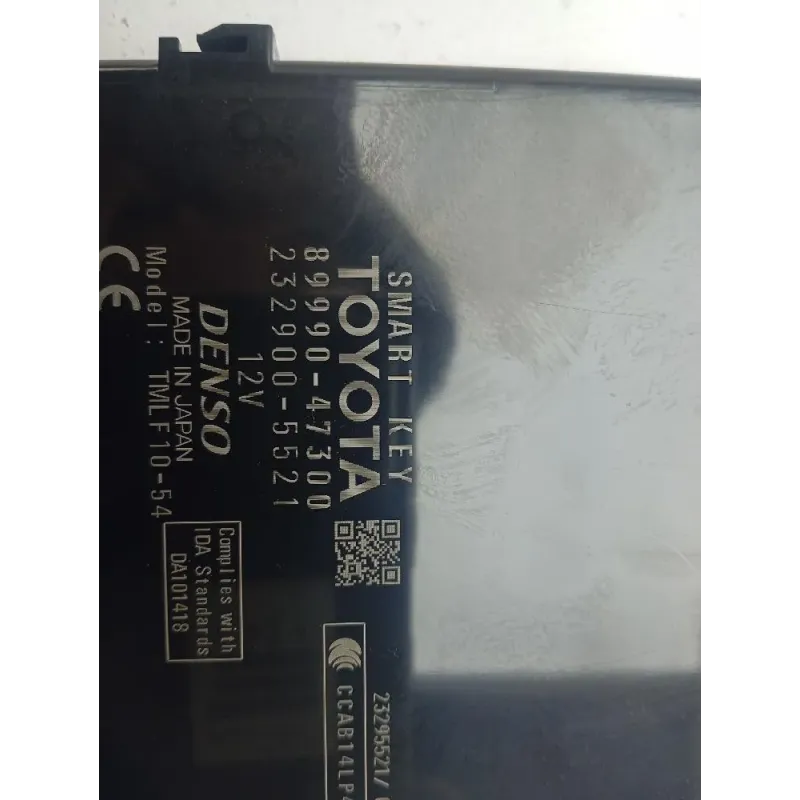 SMART KEY
TOYOTA
89990-47300
232900-5521
12V
DENSO
MADE IN JAPAN
Model: TMLF10-54
CE
Complies with
IDA Standards
DA101418
23295521/
CCAB14LP